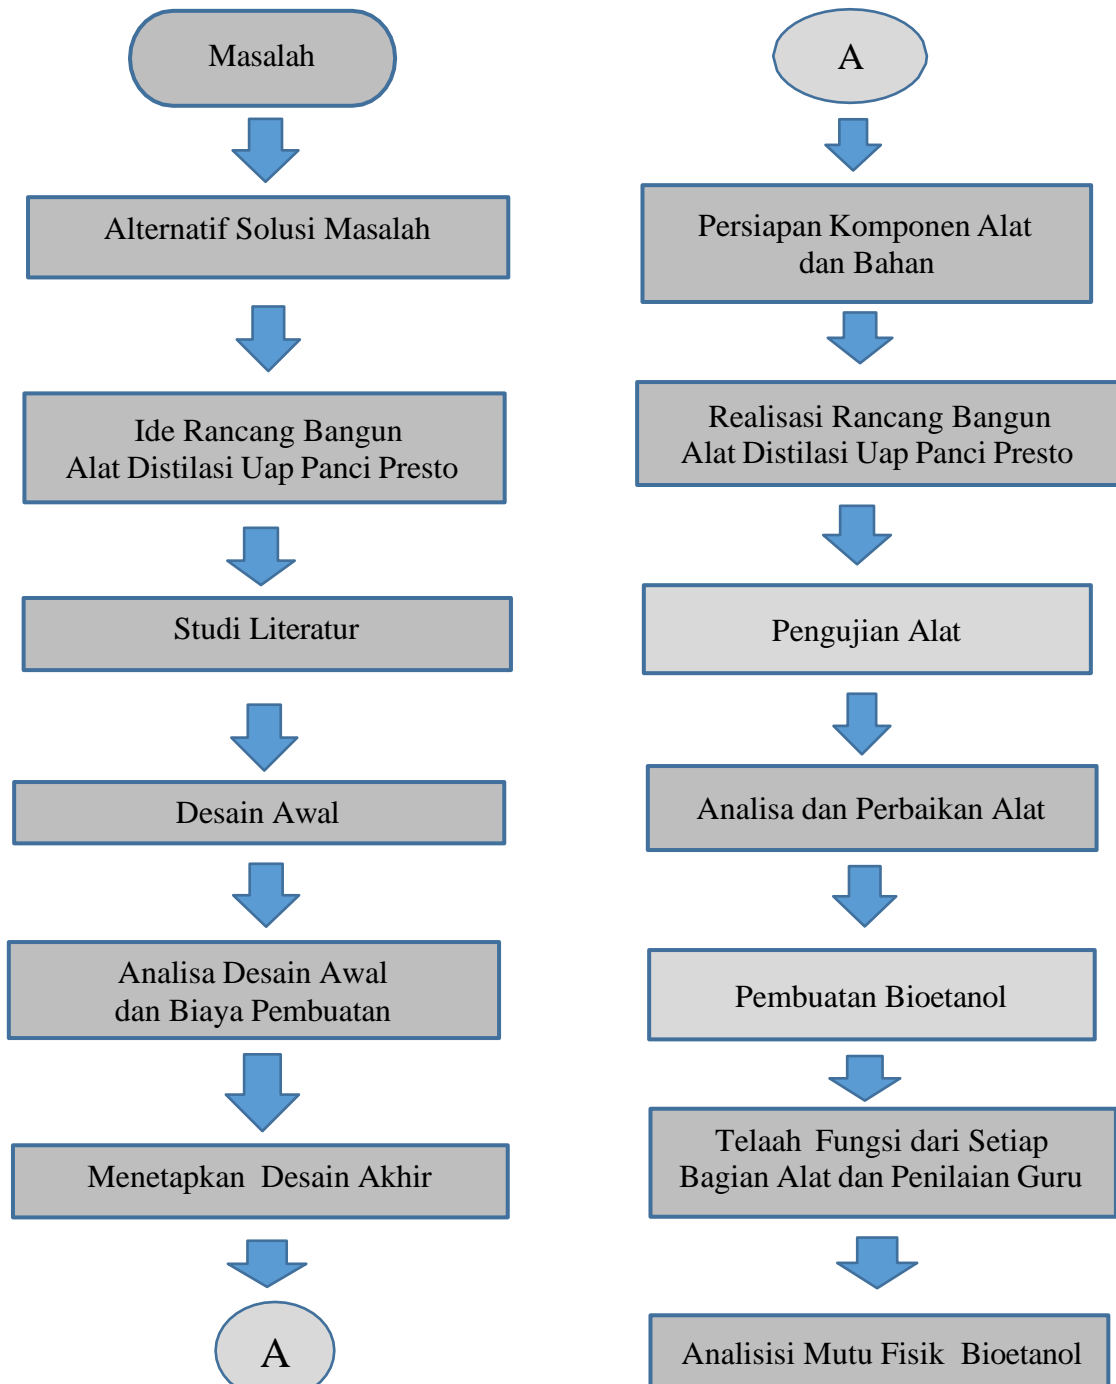 Masalah
Alternatif Solusi Masalah
Ide Rancang Bangun
Alat Distilasi Uap Panci Presto
Studi Literatur
Desain Awal
Analisa Desain Awal
dan Biaya Pembuatan
Menetapkan Desain Akhir
A
A
Persiapan Komponen Alat
dan Bahan
Realisasi Rancang Bangun
Alat Distilasi Uap Panci Presto
Pengujian Alat
Analisa dan Perbaikan Alat
Pembuatan Bioetanol
Telaah Fungsi dari Setiap
Bagian Alat dan Penilaian Guru
Analisisi Mutu Fisik Bioetanol